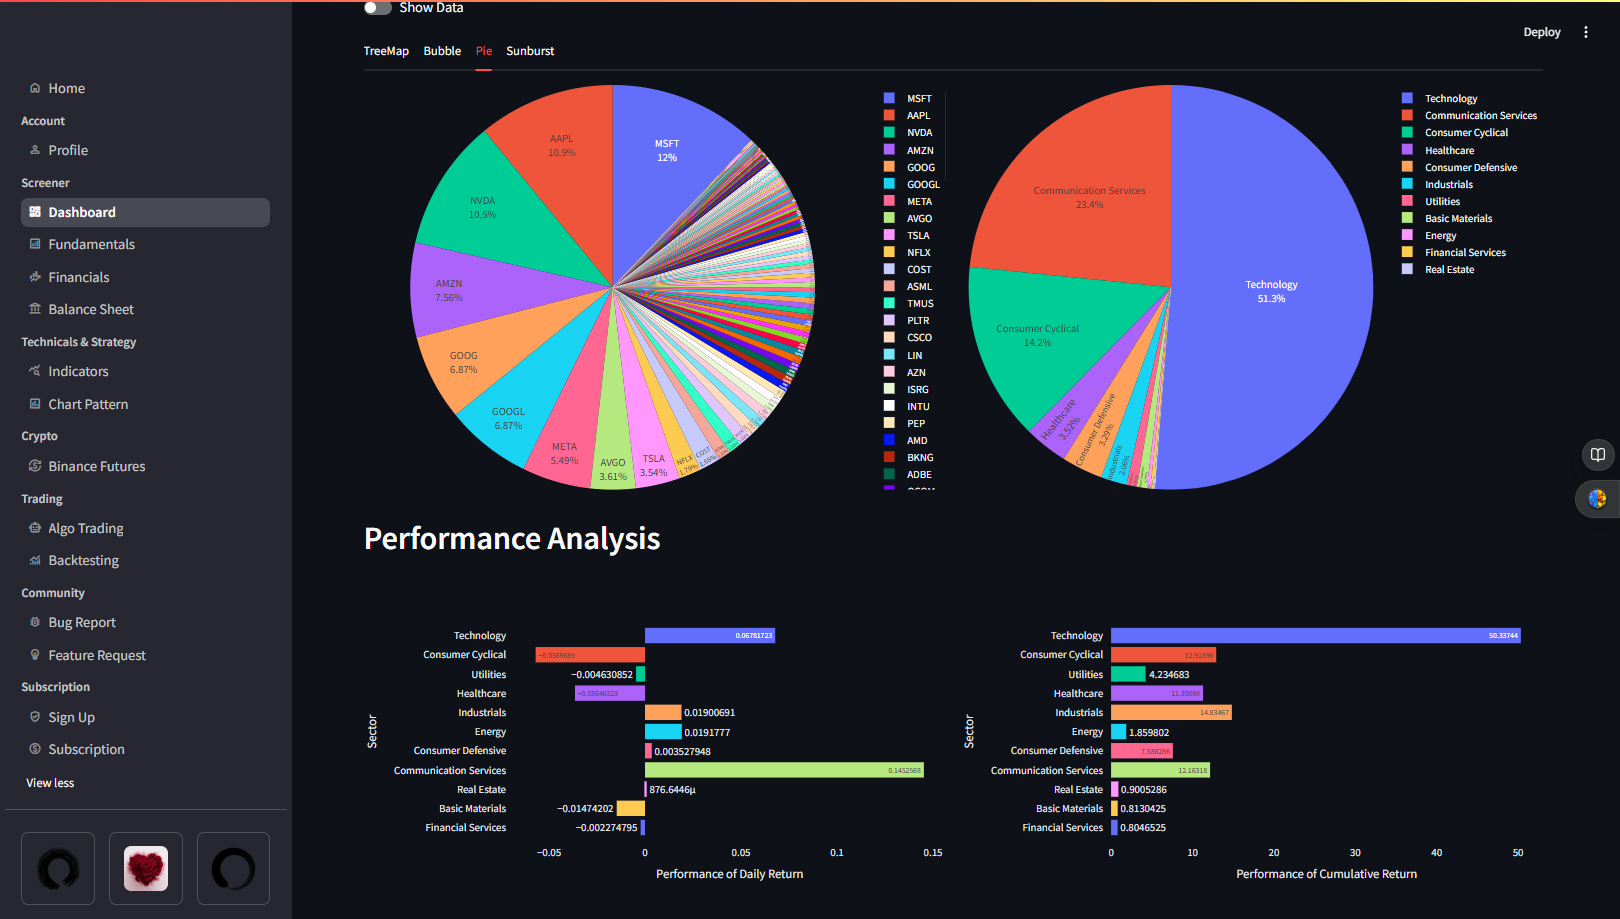 Show Data
Deploy
TreeMap Bubble Pie Sunburst
Home
Account
Profile
Screener
Dashboard
Fundamentals
Financials
Balance Sheet
Technicals & Strategy
Indicators
Chart Pattern
Crypto
Binance Futures
Trading
Algo Trading
Backtesting
Community
Bug Report
Feature Request
Subscription
Sign Up
Subscription
View less
MSFT
12%
AAPL
10.9%
NVDA
10.5%
AMZN
7.56%
GOOG
6.87%
GOOGL
6.87%
META
5.49%
AVGO
3.61%
TSLA
3.54%
NFLX
1.79%
COST
1.69%
MSFT
AAPL
NVDA
AMZN
GOOG
GOOGL
META
AVGO
TSLA
NFLX
COST
ASML
TMUS
PLTR
CSCO
LIN
AZN
ISRG
INTU
PEP
AMD
BKNG
ADBE
Technology
51.3%
Communication Services
23.4%
Consumer Cyclical
14.2%
Healthcare
3.52%
Consumer Defensive
3.29%
Industrials
2.06%
Technology
Communication Services
Consumer Cyclical
Healthcare
Consumer Defensive
Industrials
Utilities
Basic Materials
Energy
Financial Services
Real Estate
Performance Analysis
Sector
Technology 0.06781723
Consumer Cyclical −0.0569689
Utilities −0.004630852
Healthcare −0.03646323
Industrials 0.01900691
Energy 0.0191777
Consumer Defensive 0.003527948
Communication Services 0.1452568
Real Estate 876.6446µ
Basic Materials −0.01474202
Financial Services −0.002274795
−0.05 0 0.05 0.1 0.15
Performance of Daily Return
Sector
Technology 50.33744
Consumer Cyclical 12.91396
Utilities 4.234683
Healthcare 11.30089
Industrials 14.83467
Energy 1.859802
Consumer Defensive 7.588286
Communication Services 12.16318
Real Estate 0.9005286
Basic Materials 0.8130425
Financial Services 0.8046525
0 10 20 30 40 50
Performance of Cumulative Return